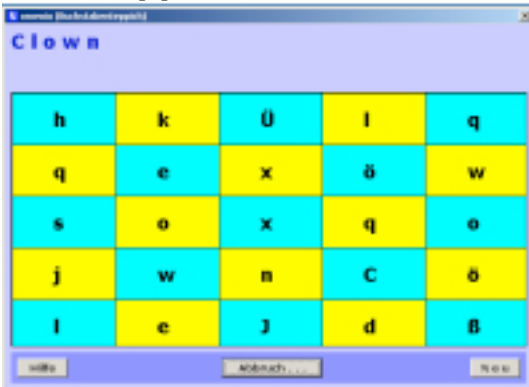 Clown
h k Ü l q
q e x ö w
s o x q o
j w n C ö
l e J d ß
Hilfe Abbruch . . . Neu